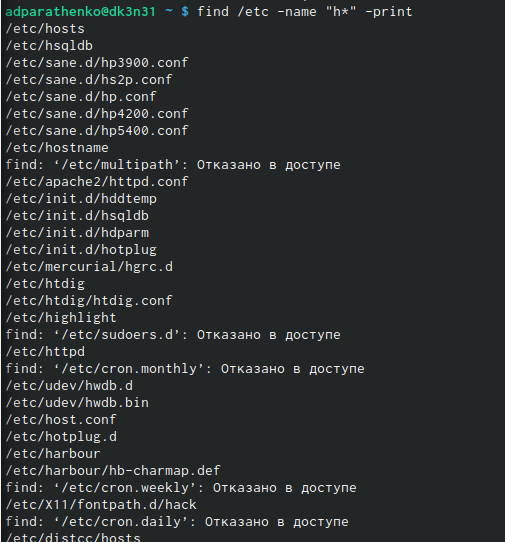 adparathenko@dk3n31 ~ $ find /etc -name "h*" -print
/etc/hosts
/etc/hsqldb
/etc/sane.d/hp3900.conf
/etc/sane.d/hs2p.conf
/etc/sane.d/hp.conf
/etc/sane.d/hp4200.conf
/etc/sane.d/hp5400.conf
/etc/hostname
find: ‘/etc/multipath’: Отказано в доступе
/etc/apache2/httpd.conf
/etc/init.d/hddtemp
/etc/init.d/hsqldb
/etc/init.d/hdparm
/etc/init.d/hotplug
/etc/mercurial/hgrc.d
/etc/htdig
/etc/htdig/htdig.conf
/etc/highlight
find: ‘/etc/sudoers.d’: Отказано в доступе
/etc/httpd
find: ‘/etc/cron.monthly’: Отказано в доступе
/etc/udev/hwdb.d
/etc/udev/hwdb.bin
/etc/host.conf
/etc/hotplug.d
/etc/harbour
/etc/harbour/hb-charmap.def
find: ‘/etc/cron.weekly’: Отказано в доступе
/etc/X11/fontpath.d/hack
find: ‘/etc/cron.daily’: Отказано в доступе
/etc/distcc/hosts